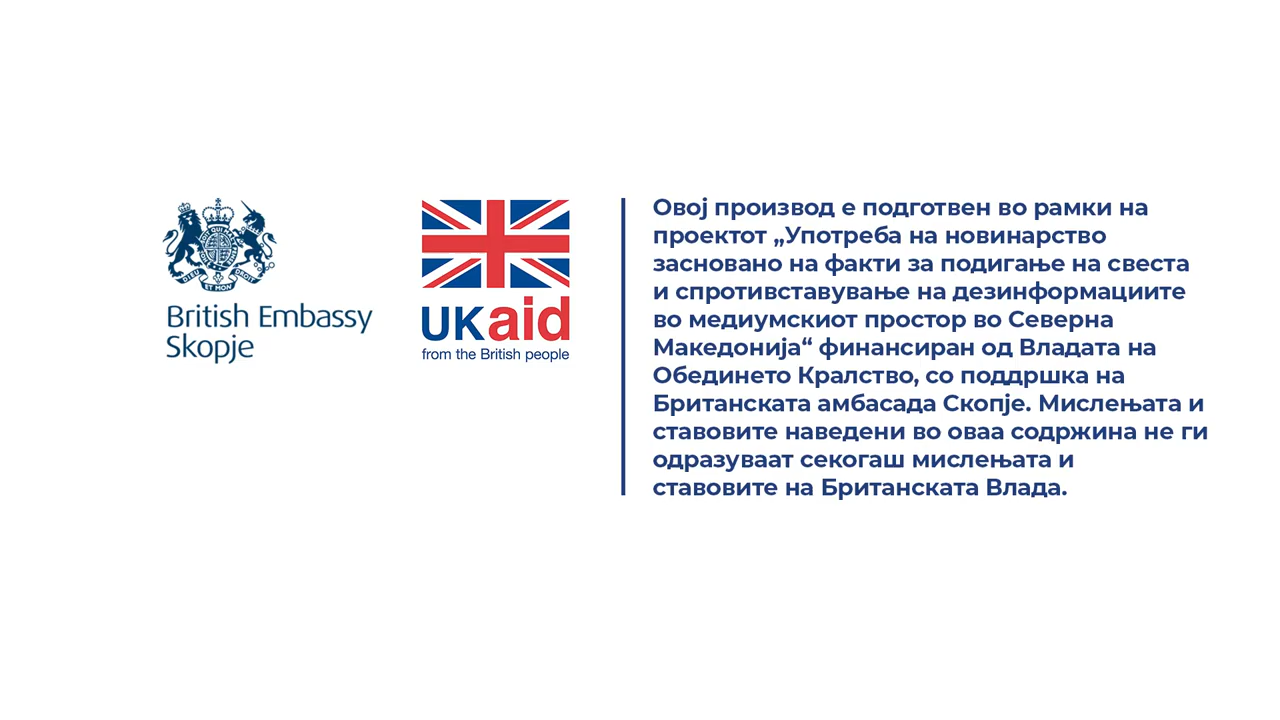 British Embassy
Skopje
UKaid
from the British people
Овој производ е подготвен во рамки на
проектот „Употреба на новинарство
засновано на факти за подигање на свеста
и спротивставување на дезинформациите
во медиумскиот простор во Северна
Македонија“ финансиран од Владата на
Обединето Кралство, со поддршка на
Британската амбасада Скопје. Мислењата и
ставовите наведени во оваа содржина не ги
одразуваат секогаш мислењата и
ставовите на Британската Влада.